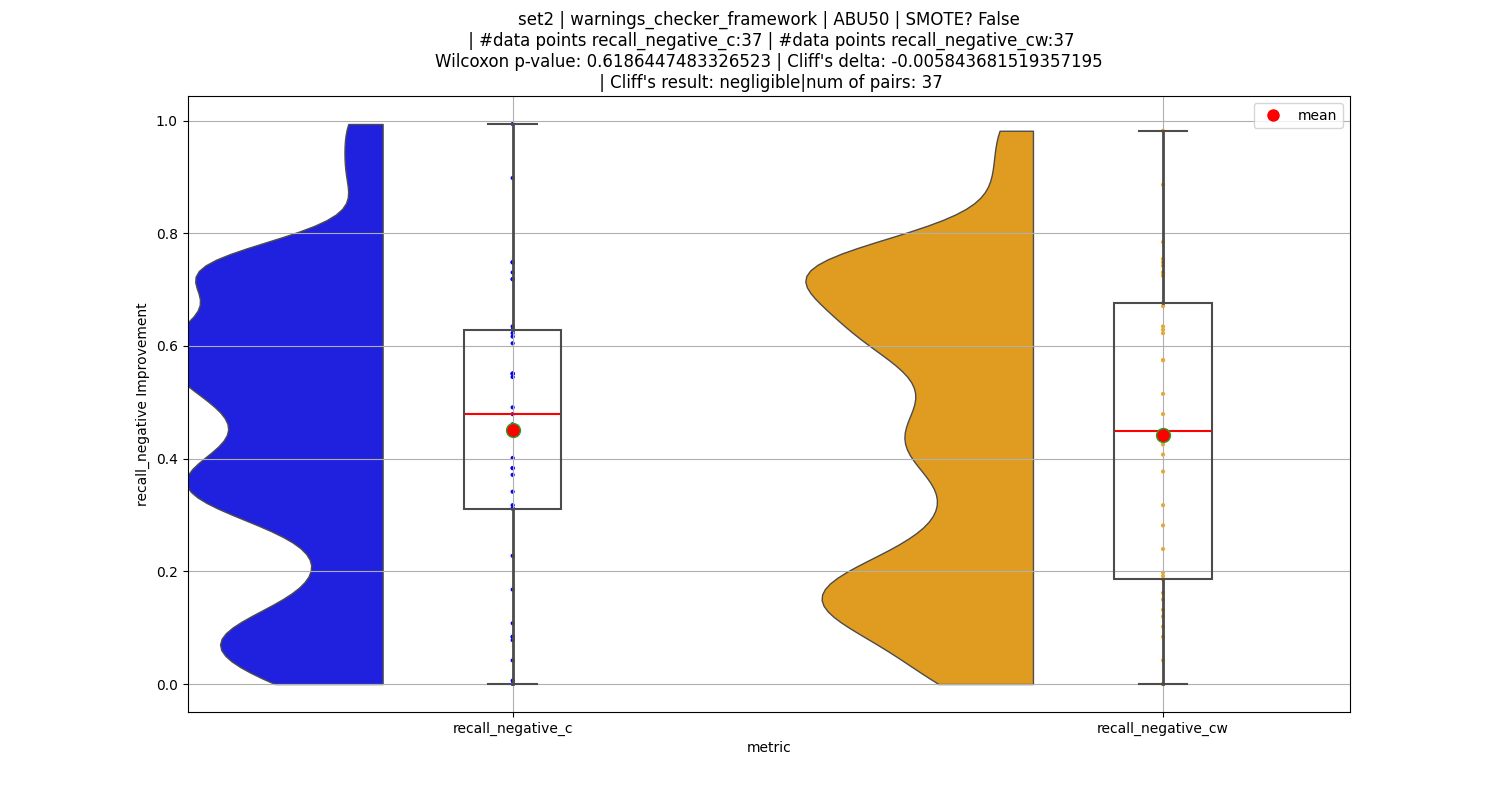 set2 | warnings_checker_framework | ABU50 | SMOTE? False
| #data points recall_negative_c:37 | #data points recall_negative_cw:37
Wilcoxon p-value: 0.6186447483326523 | Cliff's delta: -0.005843681519357195
| Cliff's result: negligible|num of pairs: 37
mean
1.0
0.8
0.6
0.4
0.2
0.0
recall_negative Improvement
recall_negative_c
recall_negative_cw
metric